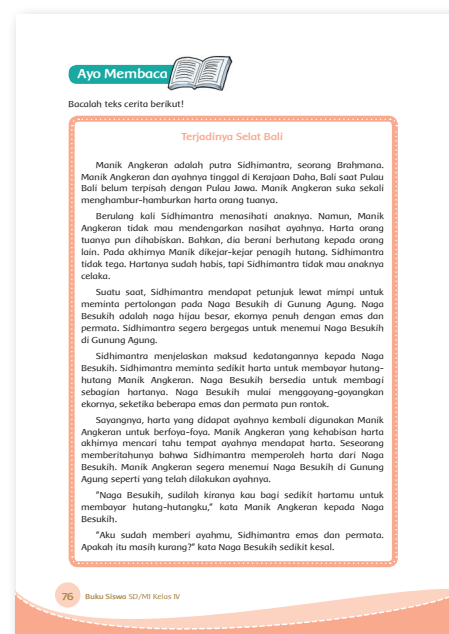 Ayo Membaca
Bacalah teks cerita berikut!
Terjadinya Selat Bali
Manik Angkeran adalah putra Sidhimantra, seorang Brahmana.
Manik Angkeran dan ayahnya tinggal di Kerajaan Daha, Bali saat Pulau
Bali belum terpisah dengan Pulau Jawa. Manik Angkeran suka sekali
menghambur-hamburkan harta orang tuanya.
Berulang kali Sidhimantra menasihati anaknya. Namun, Manik
Angkeran tidak mau mendengarkan nasihat ayahnya. Harta orang
tuanya pun dihabiskan. Bahkan, dia berani berhutang kepada orang
lain. Pada akhirnya Manik dikejar-kejar penagih hutang. Sidhimantra
tidak tega. Hartanya sudah habis, tapi Sidhimantra tidak mau anaknya
celaka.
Suatu saat, Sidhimantra mendapat petunjuk lewat mimpi untuk
meminta pertolongan pada Naga Besukih di Gunung Agung. Naga
Besukih adalah naga hijau besar, ekornya penuh dengan emas dan
permata. Sidhimantra segera bergegas untuk menemui Naga Besukih
di Gunung Agung.
Sidhimantra menjelaskan maksud kedatangannya kepada Naga
Besukih. Sidhimantra meminta sedikit harta untuk membayar hutang-
hutang Manik Angkeran. Naga Besukih bersedia untuk membagi
sebagian hartanya. Naga Besukih mulai menggoyang-goyangkan
ekornya, seketika beberapa emas dan permata pun rontok.
Sayangnya, harta yang didapat ayahnya kembali digunakan Manik
Angkeran untuk berfoya-foya. Manik Angkeran yang kehabisan harta
akhirnya mencari tahu tempat ayahnya mendapat harta. Seseorang
memberitahunya bahwa Sidhimantra memperoleh harta dari Naga
Besukih. Manik Angkeran segera menemui Naga Besukih di Gunung
Agung seperti yang telah dilakukan ayahnya.
"Naga Besukih, sudilah kiranya kau bagi sedikit hartamu untuk
membayar hutang-hutangku," kata Manik Angkeran kepada Naga
Besukih.
"Aku sudah memberi ayahmu, Sidhimantra emas dan permata.
Apakah itu masih kurang?" kata Naga Besukih sedikit kesal.
76 Buku Siswa SD/MI Kelas IV